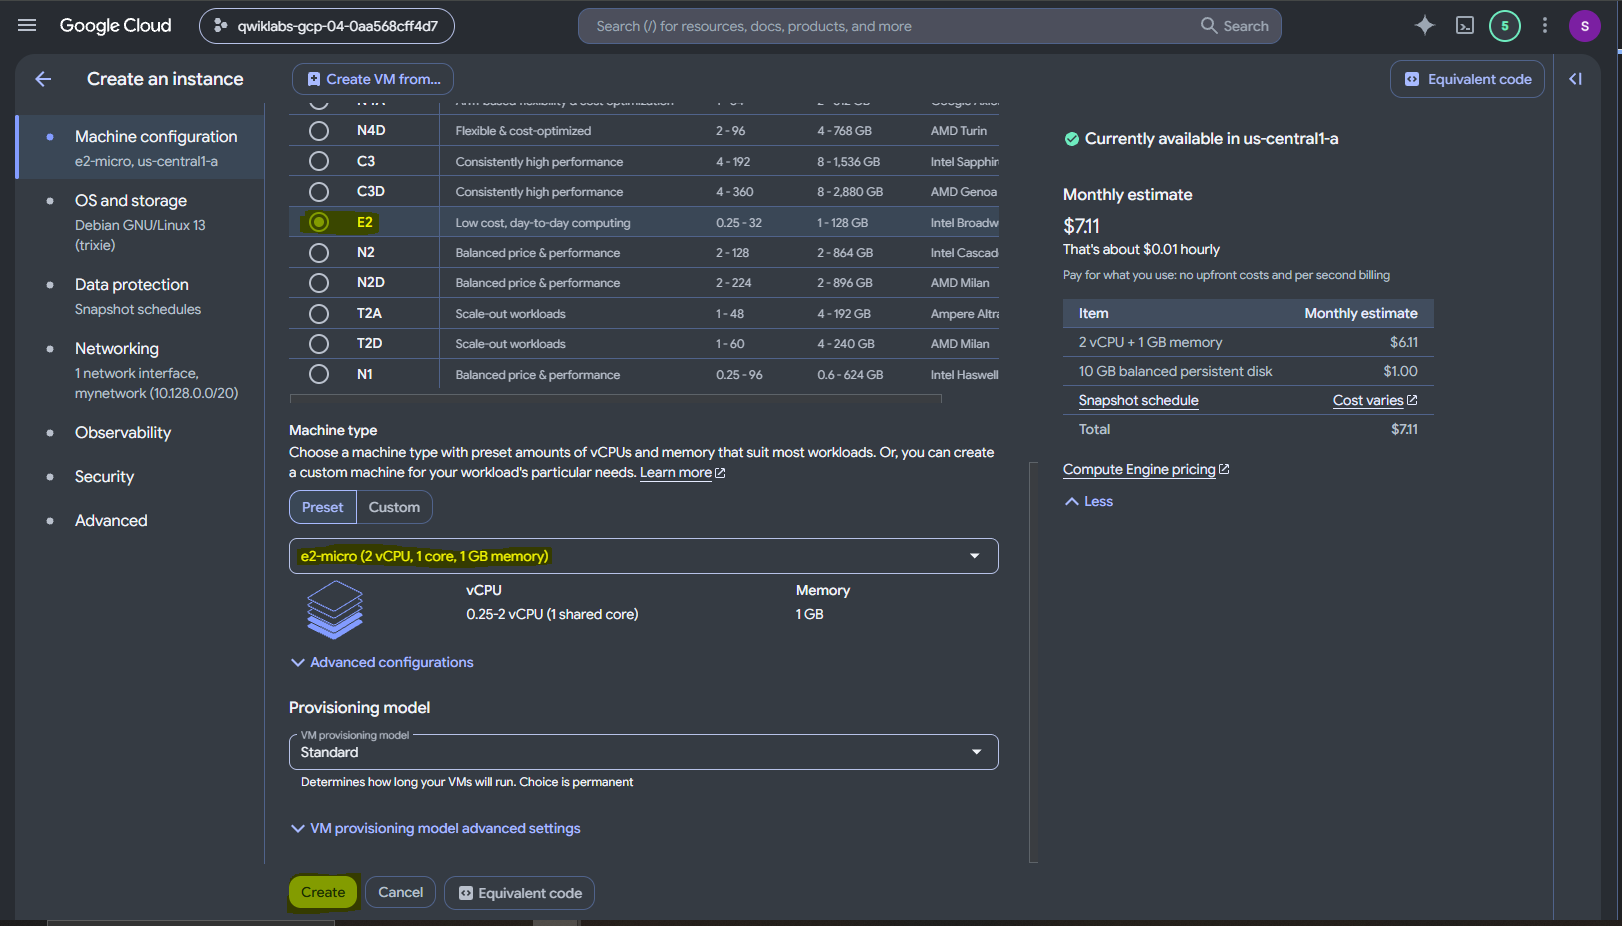 Google Cloud
qwiklabs-gcp-04-0aa568cff4d7
Search (/) for resources, docs, products, and more
Search
5
S
Create an instance
Create VM from...
Equivalent code
Machine configuration
e2-micro, us-central1-a
OS and storage
Debian GNU/Linux 13
(trixie)
Data protection
Snapshot schedules
Networking
1 network interface,
mynetwork (10.128.0.0/20)
Observability
Security
Advanced
N4D Flexible & cost-optimized 2 - 96 4 - 768 GB AMD Turin
C3 Consistently high performance 4 - 192 8 - 1,536 GB Intel Sapphir
C3D Consistently high performance 4 - 360 8 - 2,880 GB AMD Genoa
E2 Low cost, day-to-day computing 0.25 - 32 1 - 128 GB Intel Broadw
N2 Balanced price & performance 2 - 128 2 - 864 GB Intel Cascad
N2D Balanced price & performance 2 - 224 2 - 896 GB AMD Milan
T2A Scale-out workloads 1 - 48 4 - 192 GB Ampere Altra
T2D Scale-out workloads 1 - 60 4 - 240 GB AMD Milan
N1 Balanced price & performance 0.25 - 96 0.6 - 624 GB Intel Haswell
Machine type
Choose a machine type with preset amounts of vCPUs and memory that suit most workloads. Or, you can create
a custom machine for your workload's particular needs. Learn more
Preset Custom
e2-micro (2 vCPU, 1 core, 1 GB memory)
vCPU Memory
0.25-2 vCPU (1 shared core) 1 GB
Advanced configurations
Provisioning model
VM provisioning model
Standard
Determines how long your VMs will run. Choice is permanent
VM provisioning model advanced settings
Create Cancel Equivalent code
Currently available in us-central1-a
Monthly estimate
$7.11
That's about $0.01 hourly
Pay for what you use: no upfront costs and per second billing
Item Monthly estimate
2 vCPU + 1 GB memory $6.11
10 GB balanced persistent disk $1.00
Snapshot schedule Cost varies
Total $7.11
Compute Engine pricing
Less